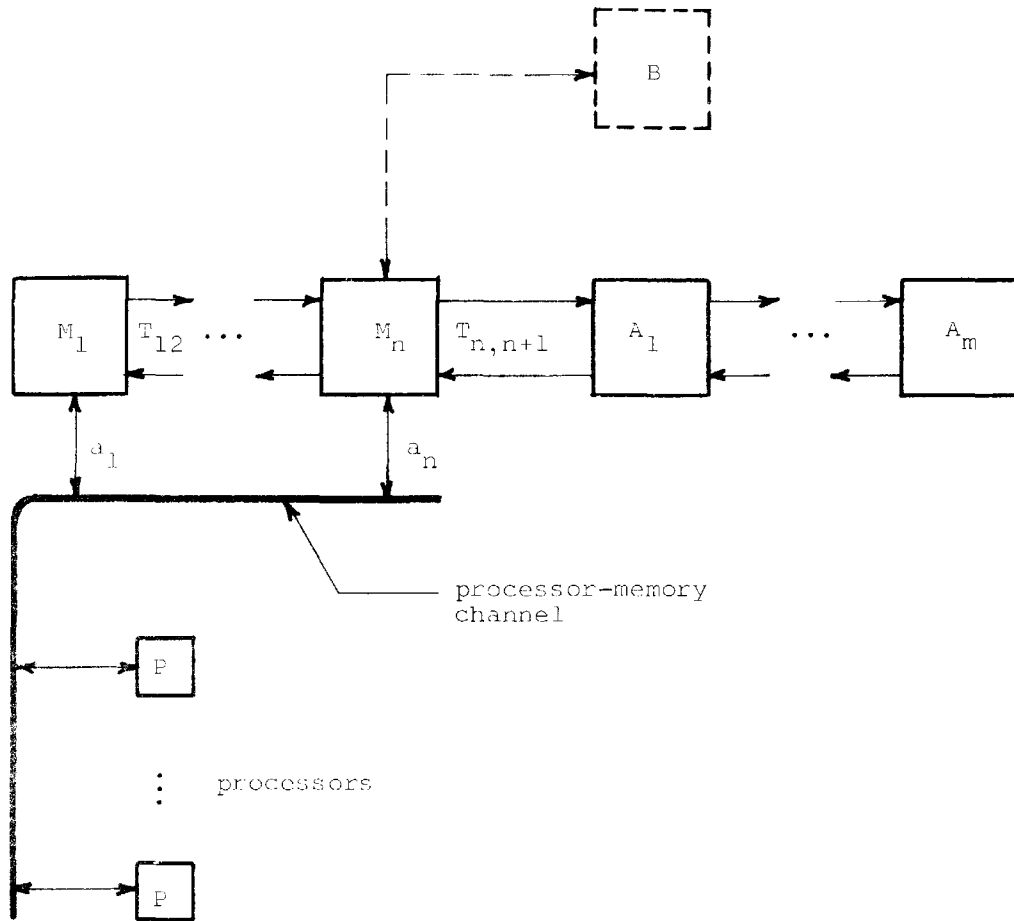 B
M1 T12 ... Mn Tn,n+1 A1 ... Am
a1 an
processor-memory
channel
P
processors
P